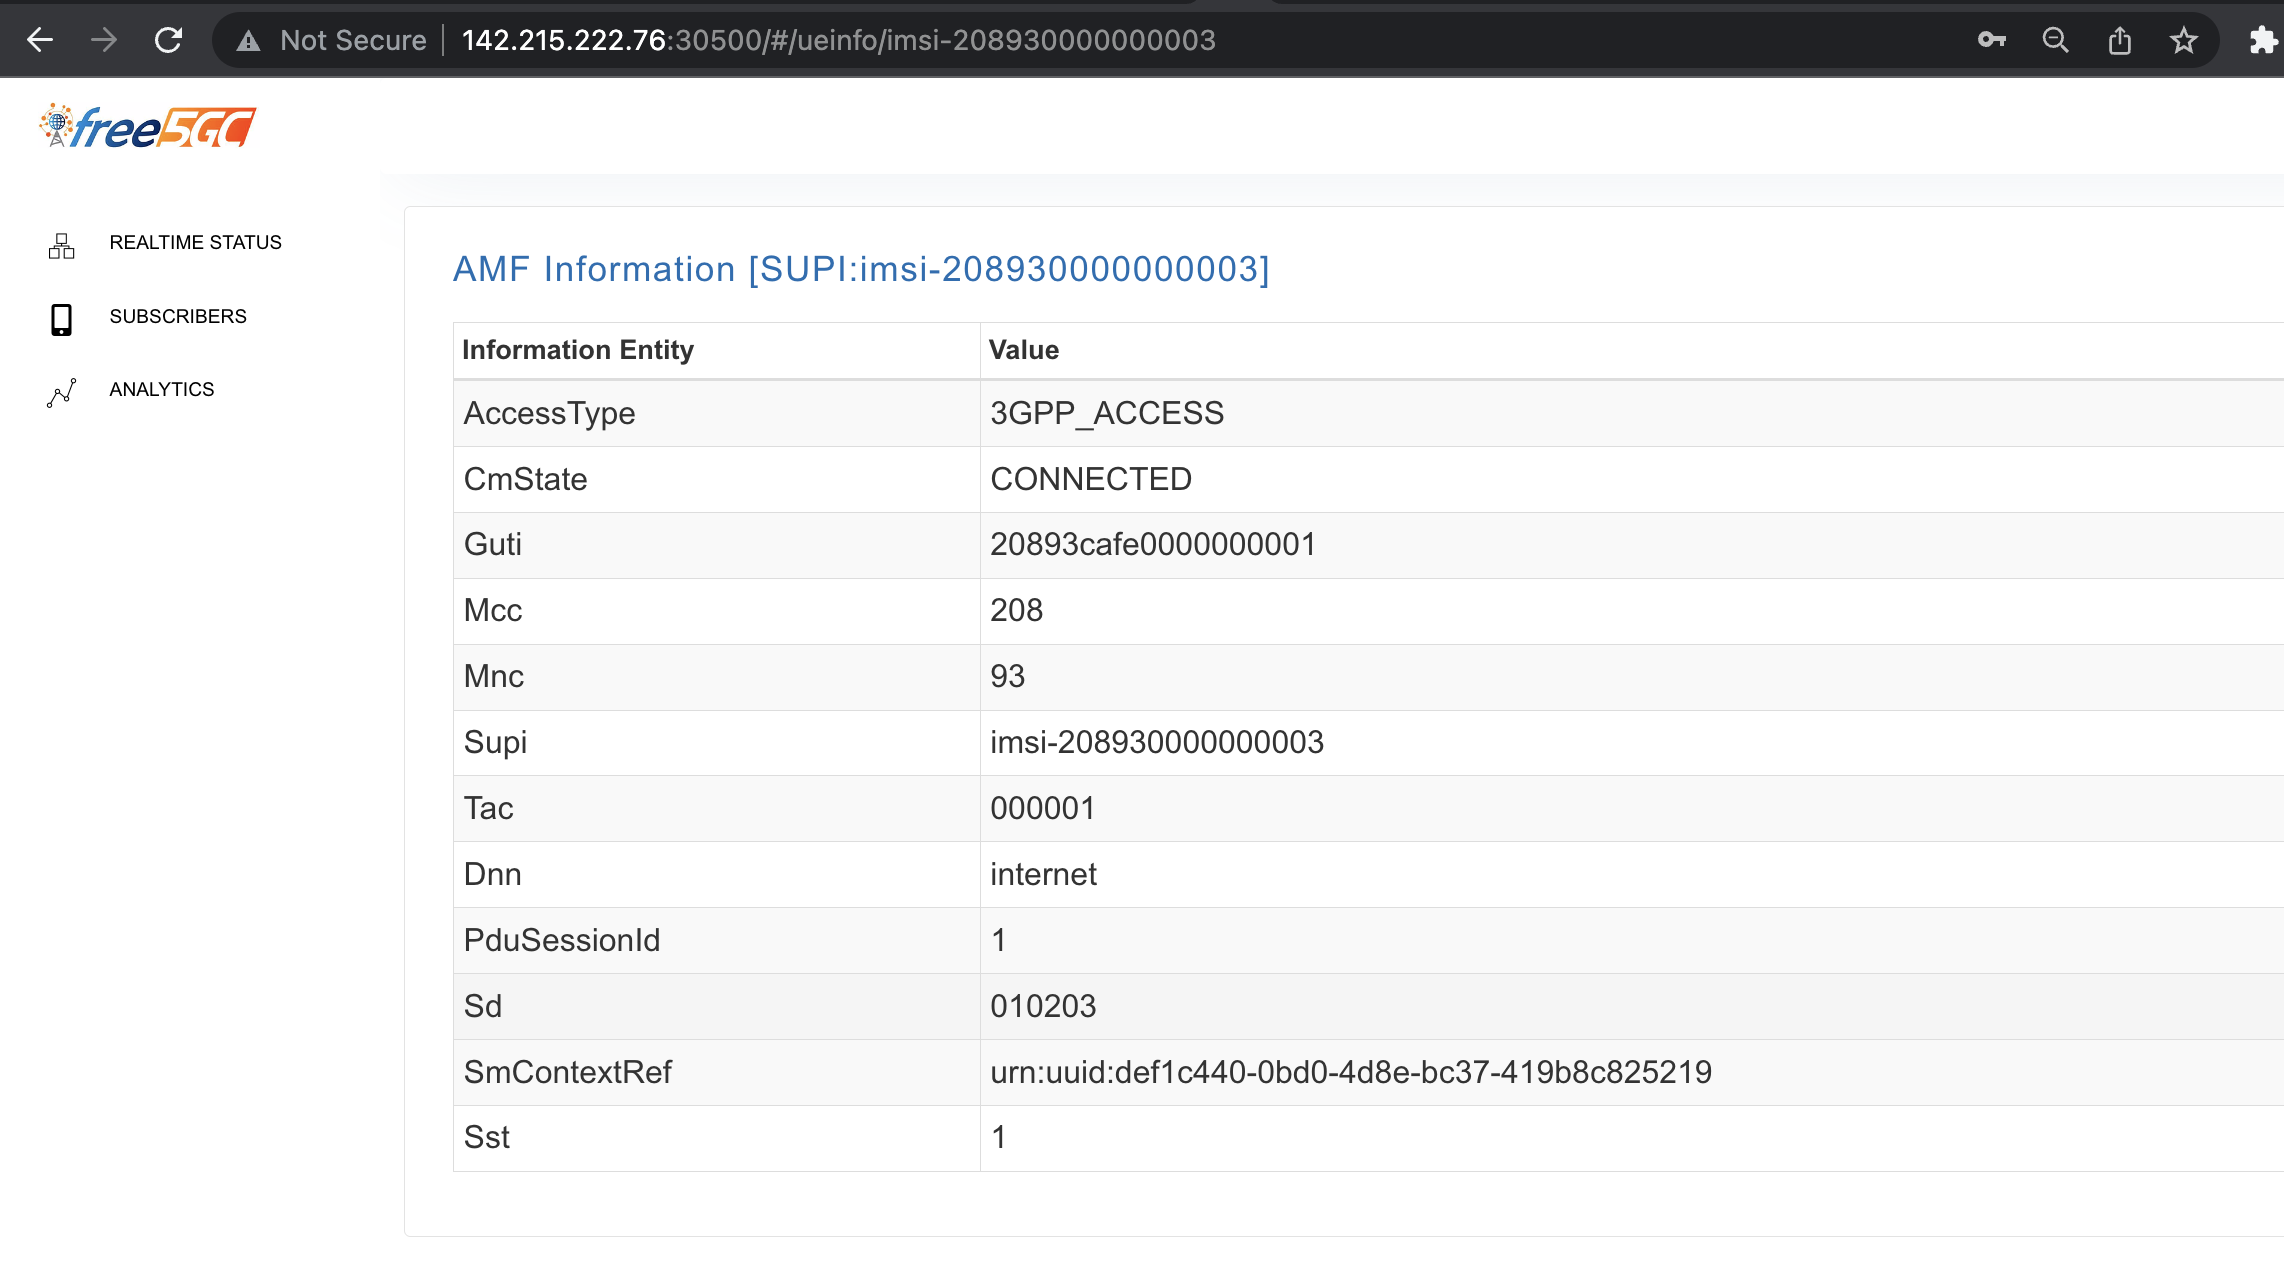 Not Secure 142.215.222.76:30500/#/ueinfo/imsi-208930000000003
free5GC
REALTIME STATUS
SUBSCRIBERS
ANALYTICS
AMF Information [SUPI:imsi-208930000000003]
Information Entity Value
AccessType 3GPP_ACCESS
CmState CONNECTED
Guti 20893cafe0000000001
Mcc 208
Mnc 93
Supi imsi-208930000000003
Tac 000001
Dnn internet
PduSessionId 1
Sd 010203
SmContextRef urn:uuid:def1c440-0bd0-4d8e-bc37-419b8c825219
Sst 1